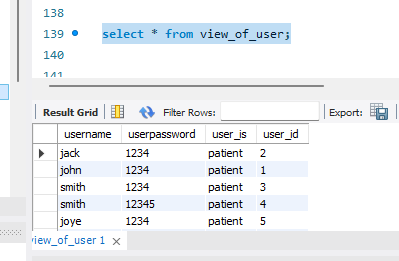 138
139 select * from view_of_user;
140
141
Result Grid Filter Rows: Export:
username userpassword user_is user_id
jack 1234 patient 2
john 1234 patient 1
smith 1234 patient 3
smith 12345 patient 4
joye 1234 patient 5
view_of_user 1 ×